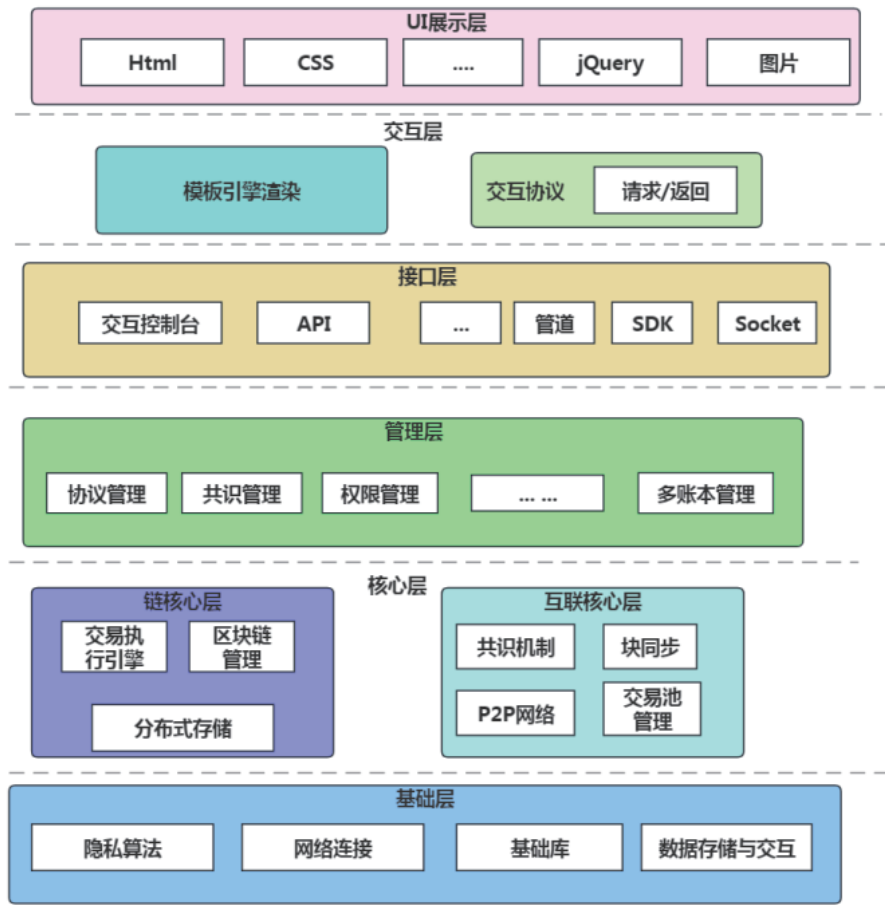 UI展示层
Html
CSS
....
jQuery
图片
交互层
模板引擎渲染
交互协议
请求/返回
接口层
交互控制台
API
...
管道
SDK
Socket
管理层
协议管理
共识管理
权限管理
... ...
多账本管理
核心层
链核心层
交易执
行引擎
区块链
管理
分布式存储
互联核心层
共识机制
块同步
P2P网络
交易池
管理
基础层
隐私算法
网络连接
基础库
数据存储与交互